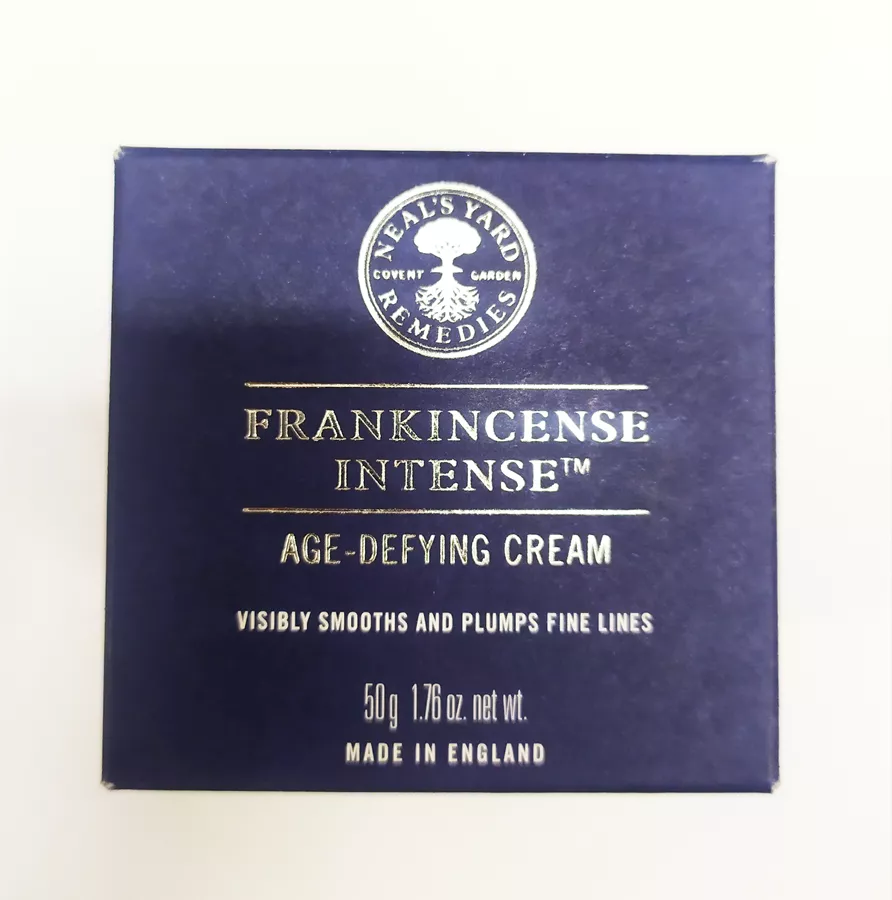 NEAL'S YARD
COVENT GARDEN
REMEDIES
FRANKINCENSE
INTENSE™
AGE-DEFYING CREAM
VISIBLY SMOOTHS AND PLUMPS FINE LINES
50g 1.76 oz. net wt.
MADE IN ENGLAND